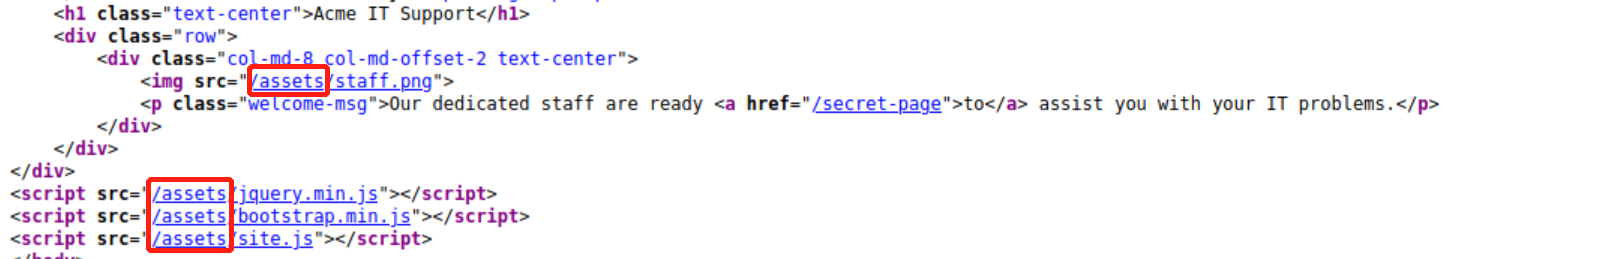 <h1 class="text-center">Acme IT Support</h1>
<div class="row">
<div class="col-md-8 col-md-offset-2 text-center">
<img src="/assets/staff.png">
<p class="welcome-msg">Our dedicated staff are ready <a href="/secret-page">to</a> assist you with your IT problems.</p>
</div>
</div>
</div>
<script src="/assets/jquery.min.js"></script>
<script src="/assets/bootstrap.min.js"></script>
<script src="/assets/site.js"></script>